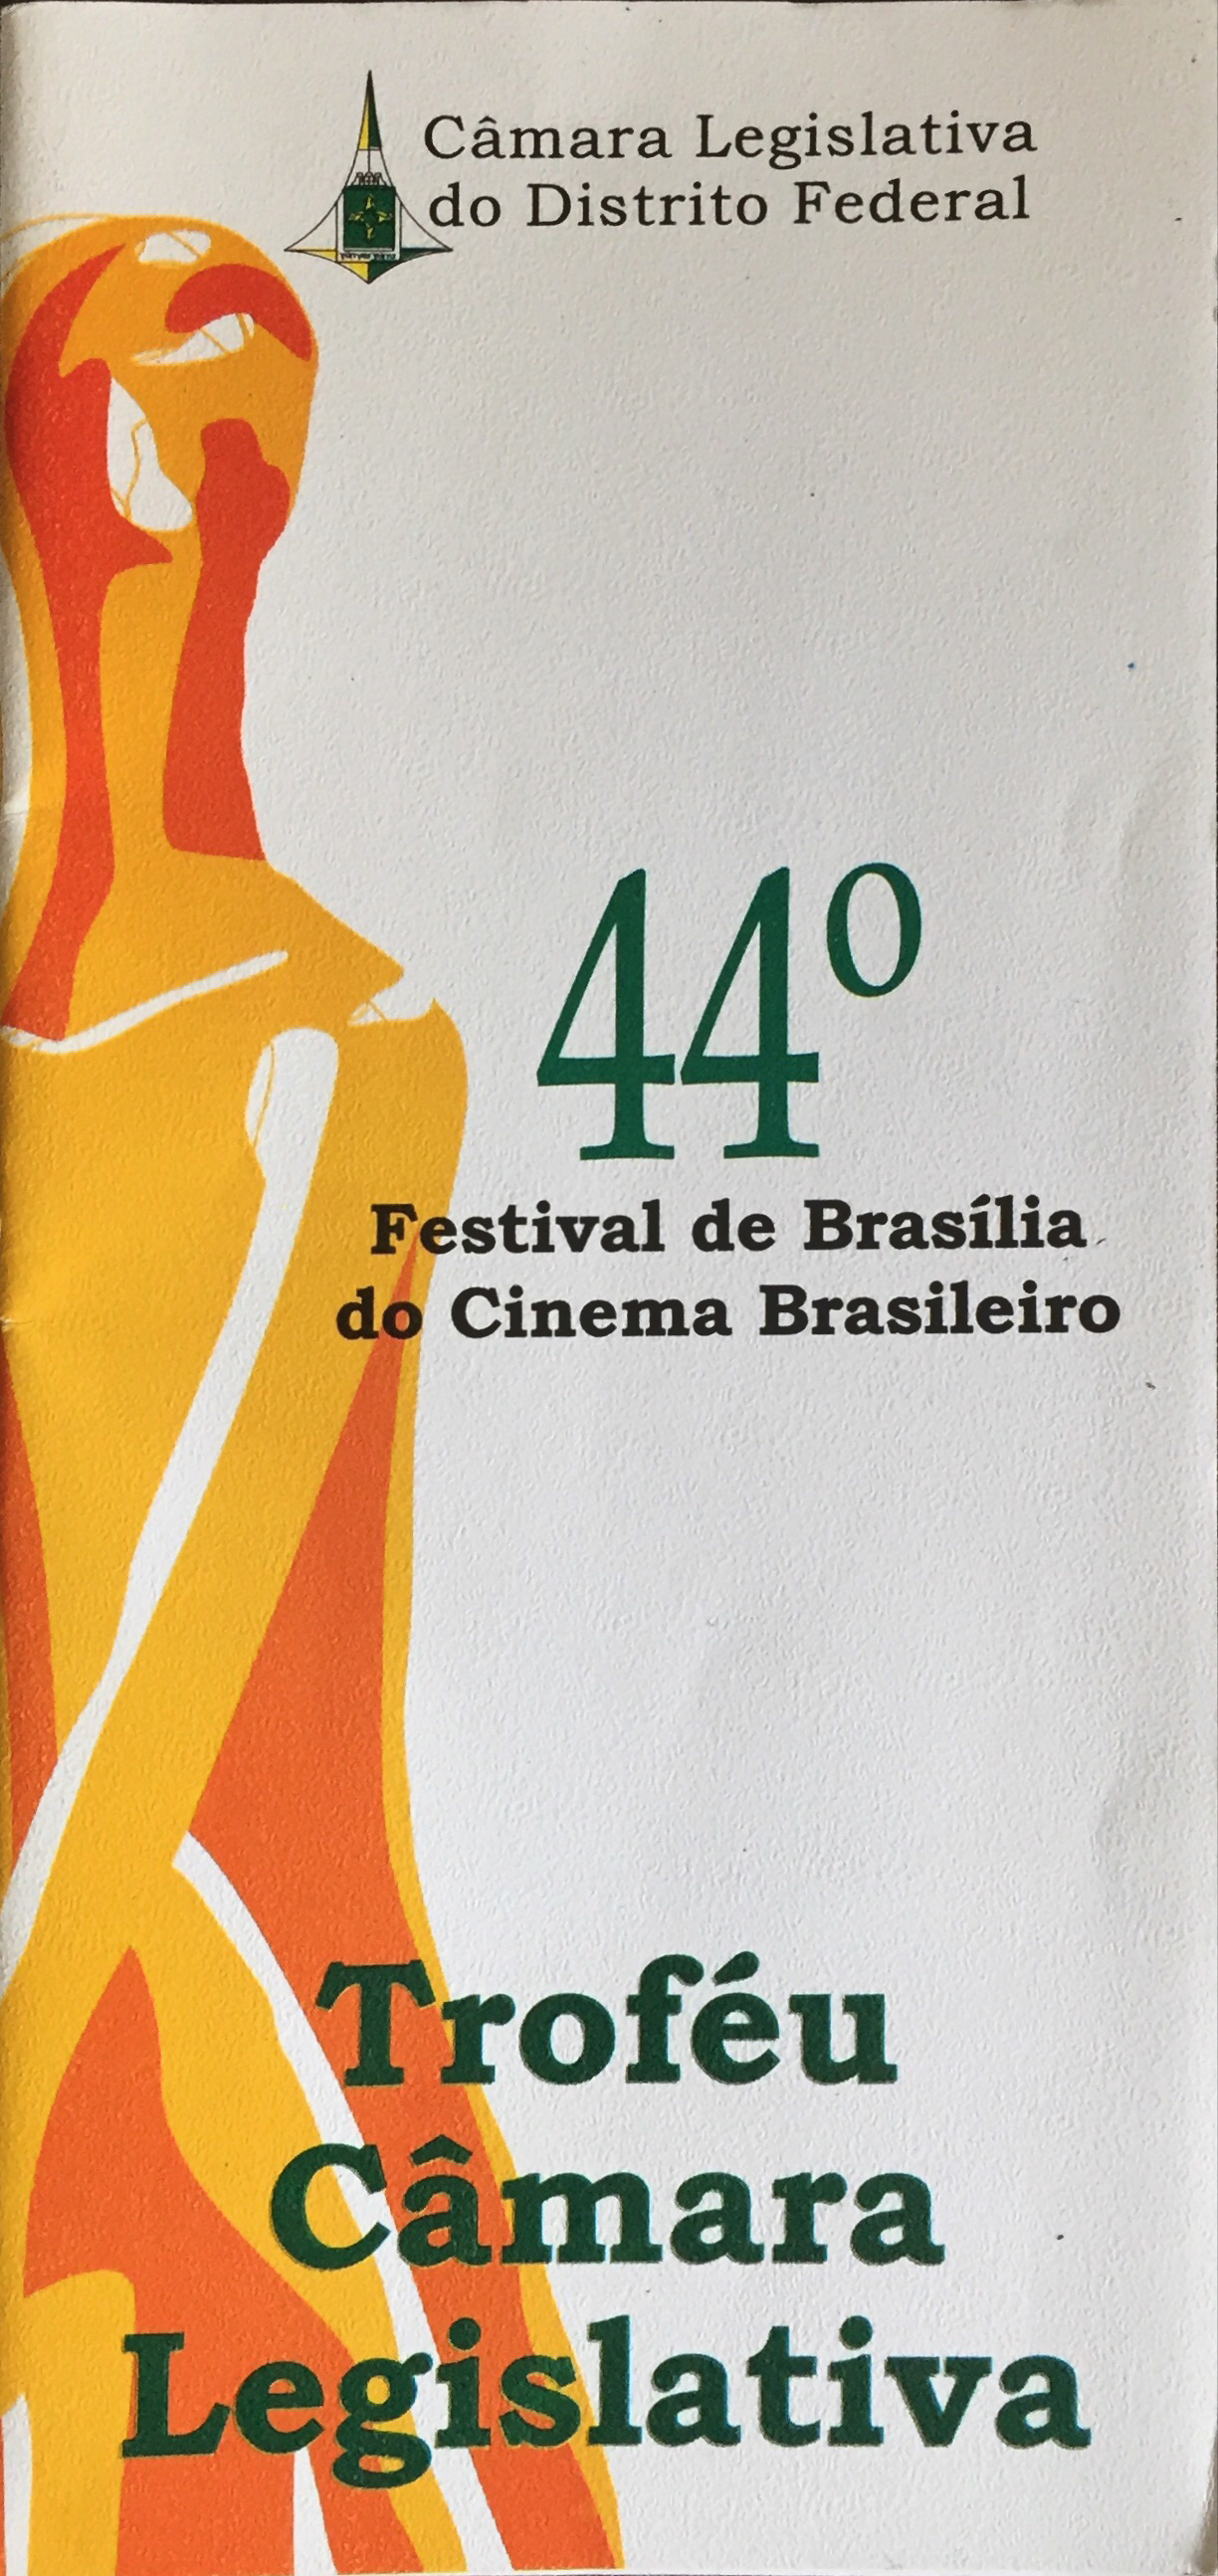 Câmara Legislativa
do Distrito Federal
44º
Festival de Brasília
do Cinema Brasileiro
Troféu
Câmara
Legislativa